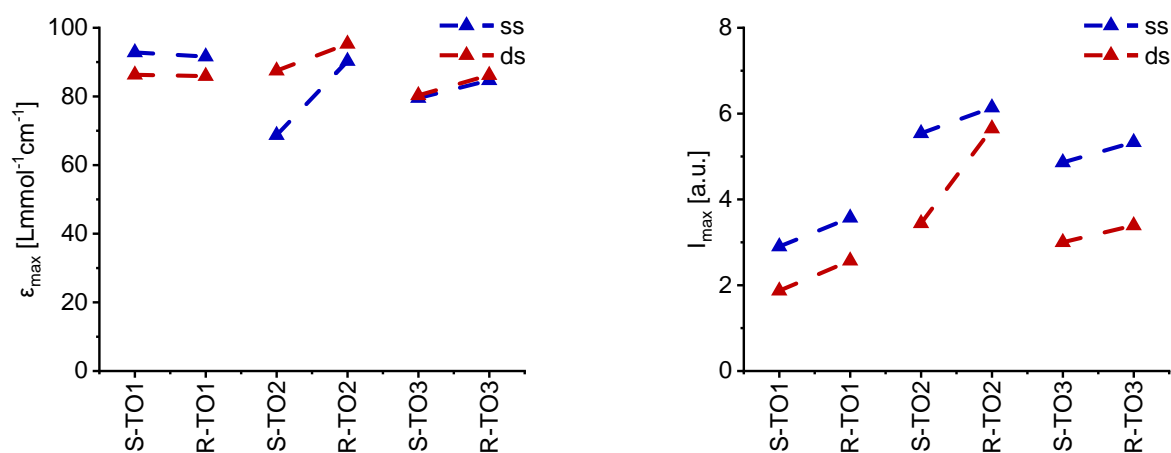 ss
ds
100
80
60
40
20
0
εmax [Lmmol⁻¹cm⁻¹]
S-TO1
R-TO1
S-TO2
R-TO2
S-TO3
R-TO3
ss
ds
8
6
4
2
0
Imax [a.u.]
S-TO1
R-TO1
S-TO2
R-TO2
S-TO3
R-TO3